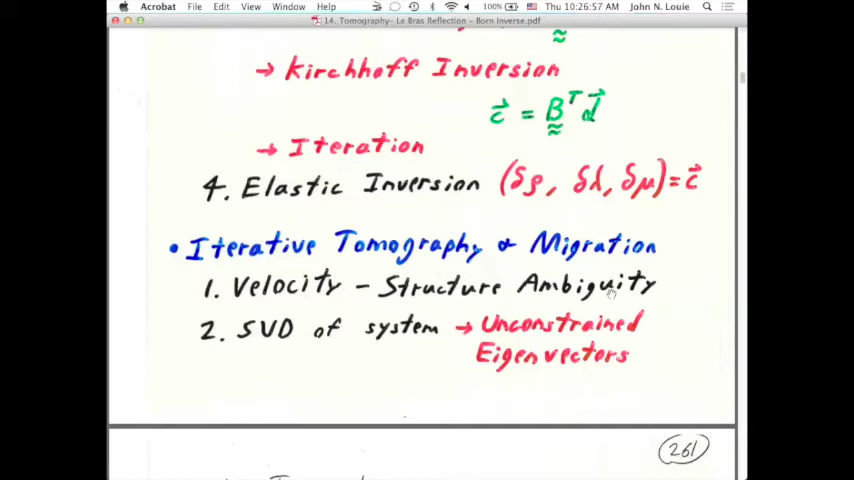 Acrobat File Edit View Window Help 100% Thu 10:26:57 AM John N. Louie
14. Tomography- Le Bras Reflection - Born Inverse.pdf
→ Kirchhoff Inversion
c⃗ = B^T d⃗
→ Iteration
4. Elastic Inversion (δρ, δλ, δμ) = c⃗
• Iterative Tomography & Migration
1. Velocity - Structure Ambiguity
2. SVD of system → Unconstrained
Eigenvectors
261